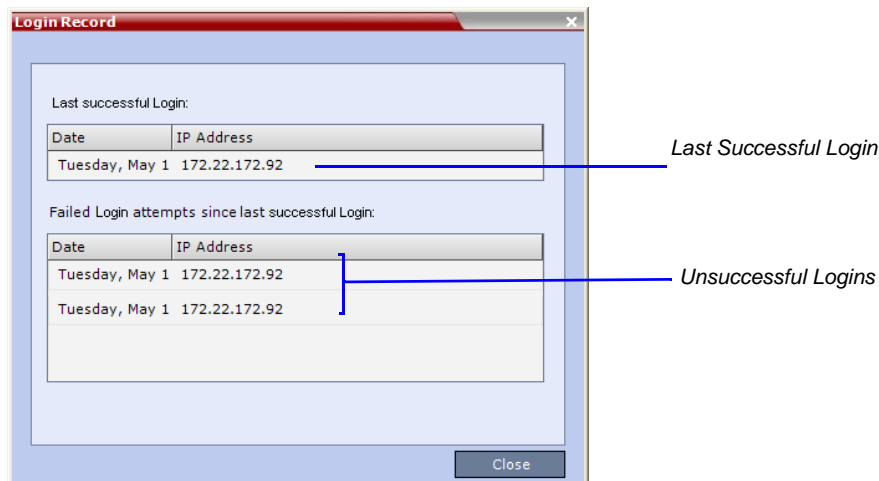 Login Record
Last successful Login:
Date IP Address
Tuesday, May 1 172.22.172.92
Last Successful Login
Failed Login attempts since last successful Login:
Date IP Address
Tuesday, May 1 172.22.172.92
Unsuccessful Logins
Tuesday, May 1 172.22.172.92
Close